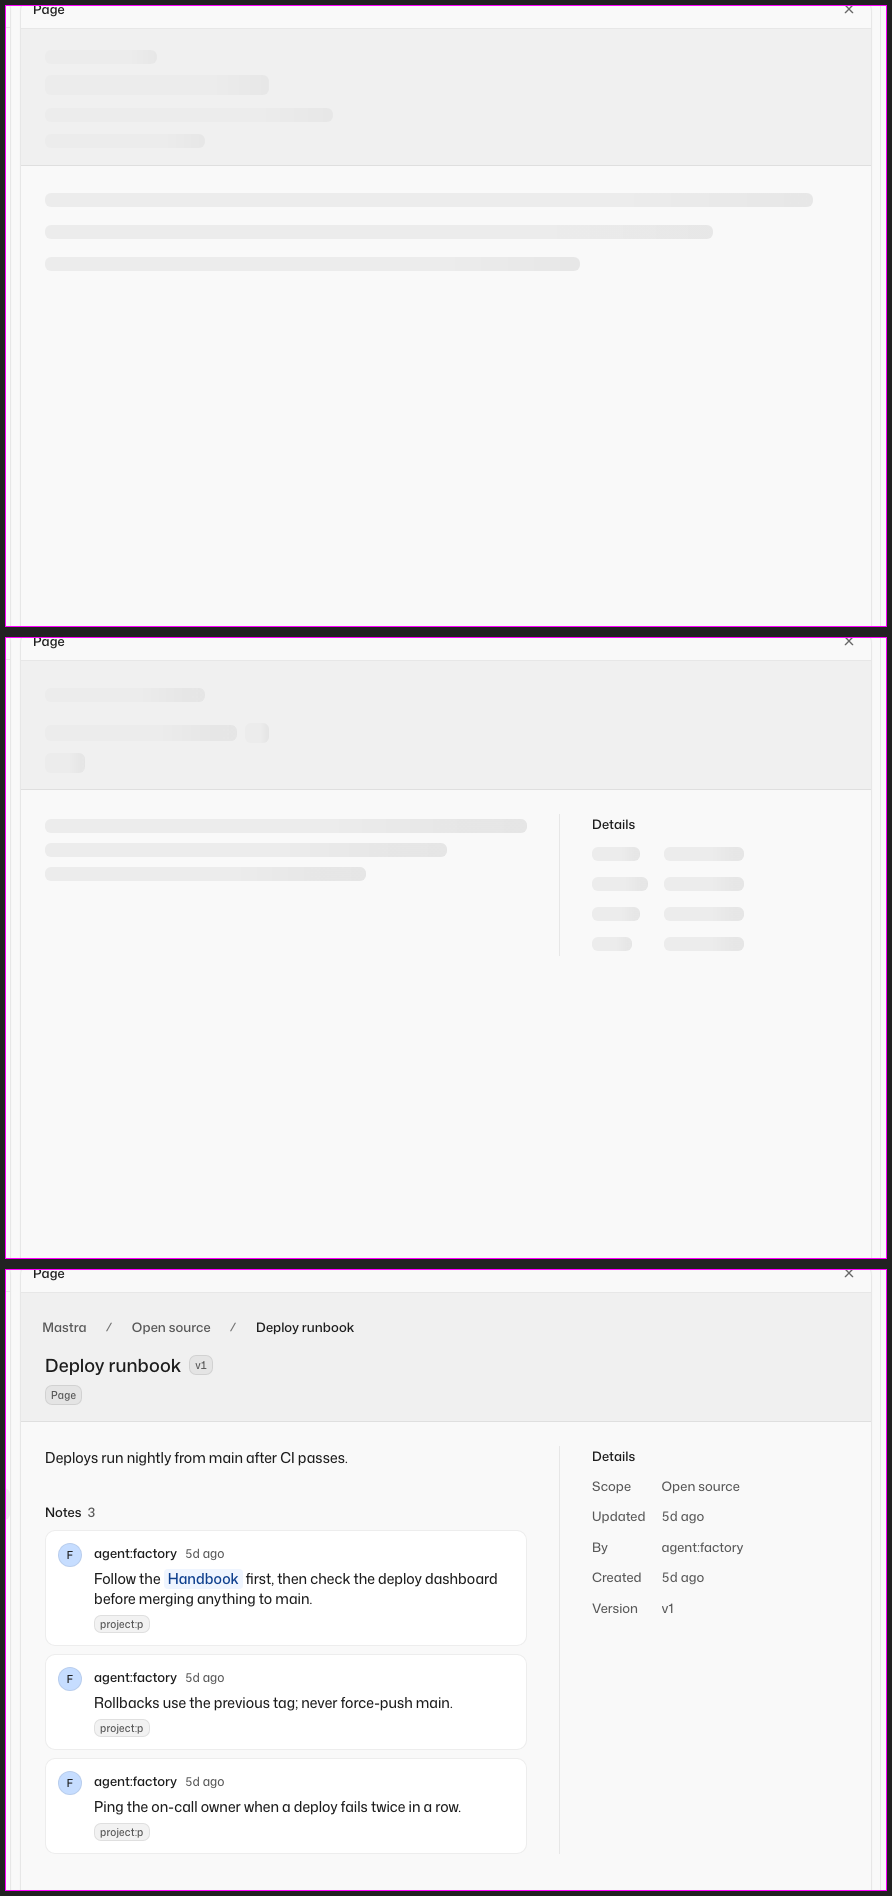 Page
Page
Details
Page
Mastra / Open source / Deploy runbook
Deploy runbook v1
Page
Deploys run nightly from main after CI passes.
Notes 3
F agent:factory 5d ago
Follow the Handbook first, then check the deploy dashboard
before merging anything to main.
project:p
F agent:factory 5d ago
Rollbacks use the previous tag; never force-push main.
project:p
F agent:factory 5d ago
Ping the on-call owner when a deploy fails twice in a row.
project:p
Details
Scope Open source
Updated 5d ago
By agent:factory
Created 5d ago
Version v1